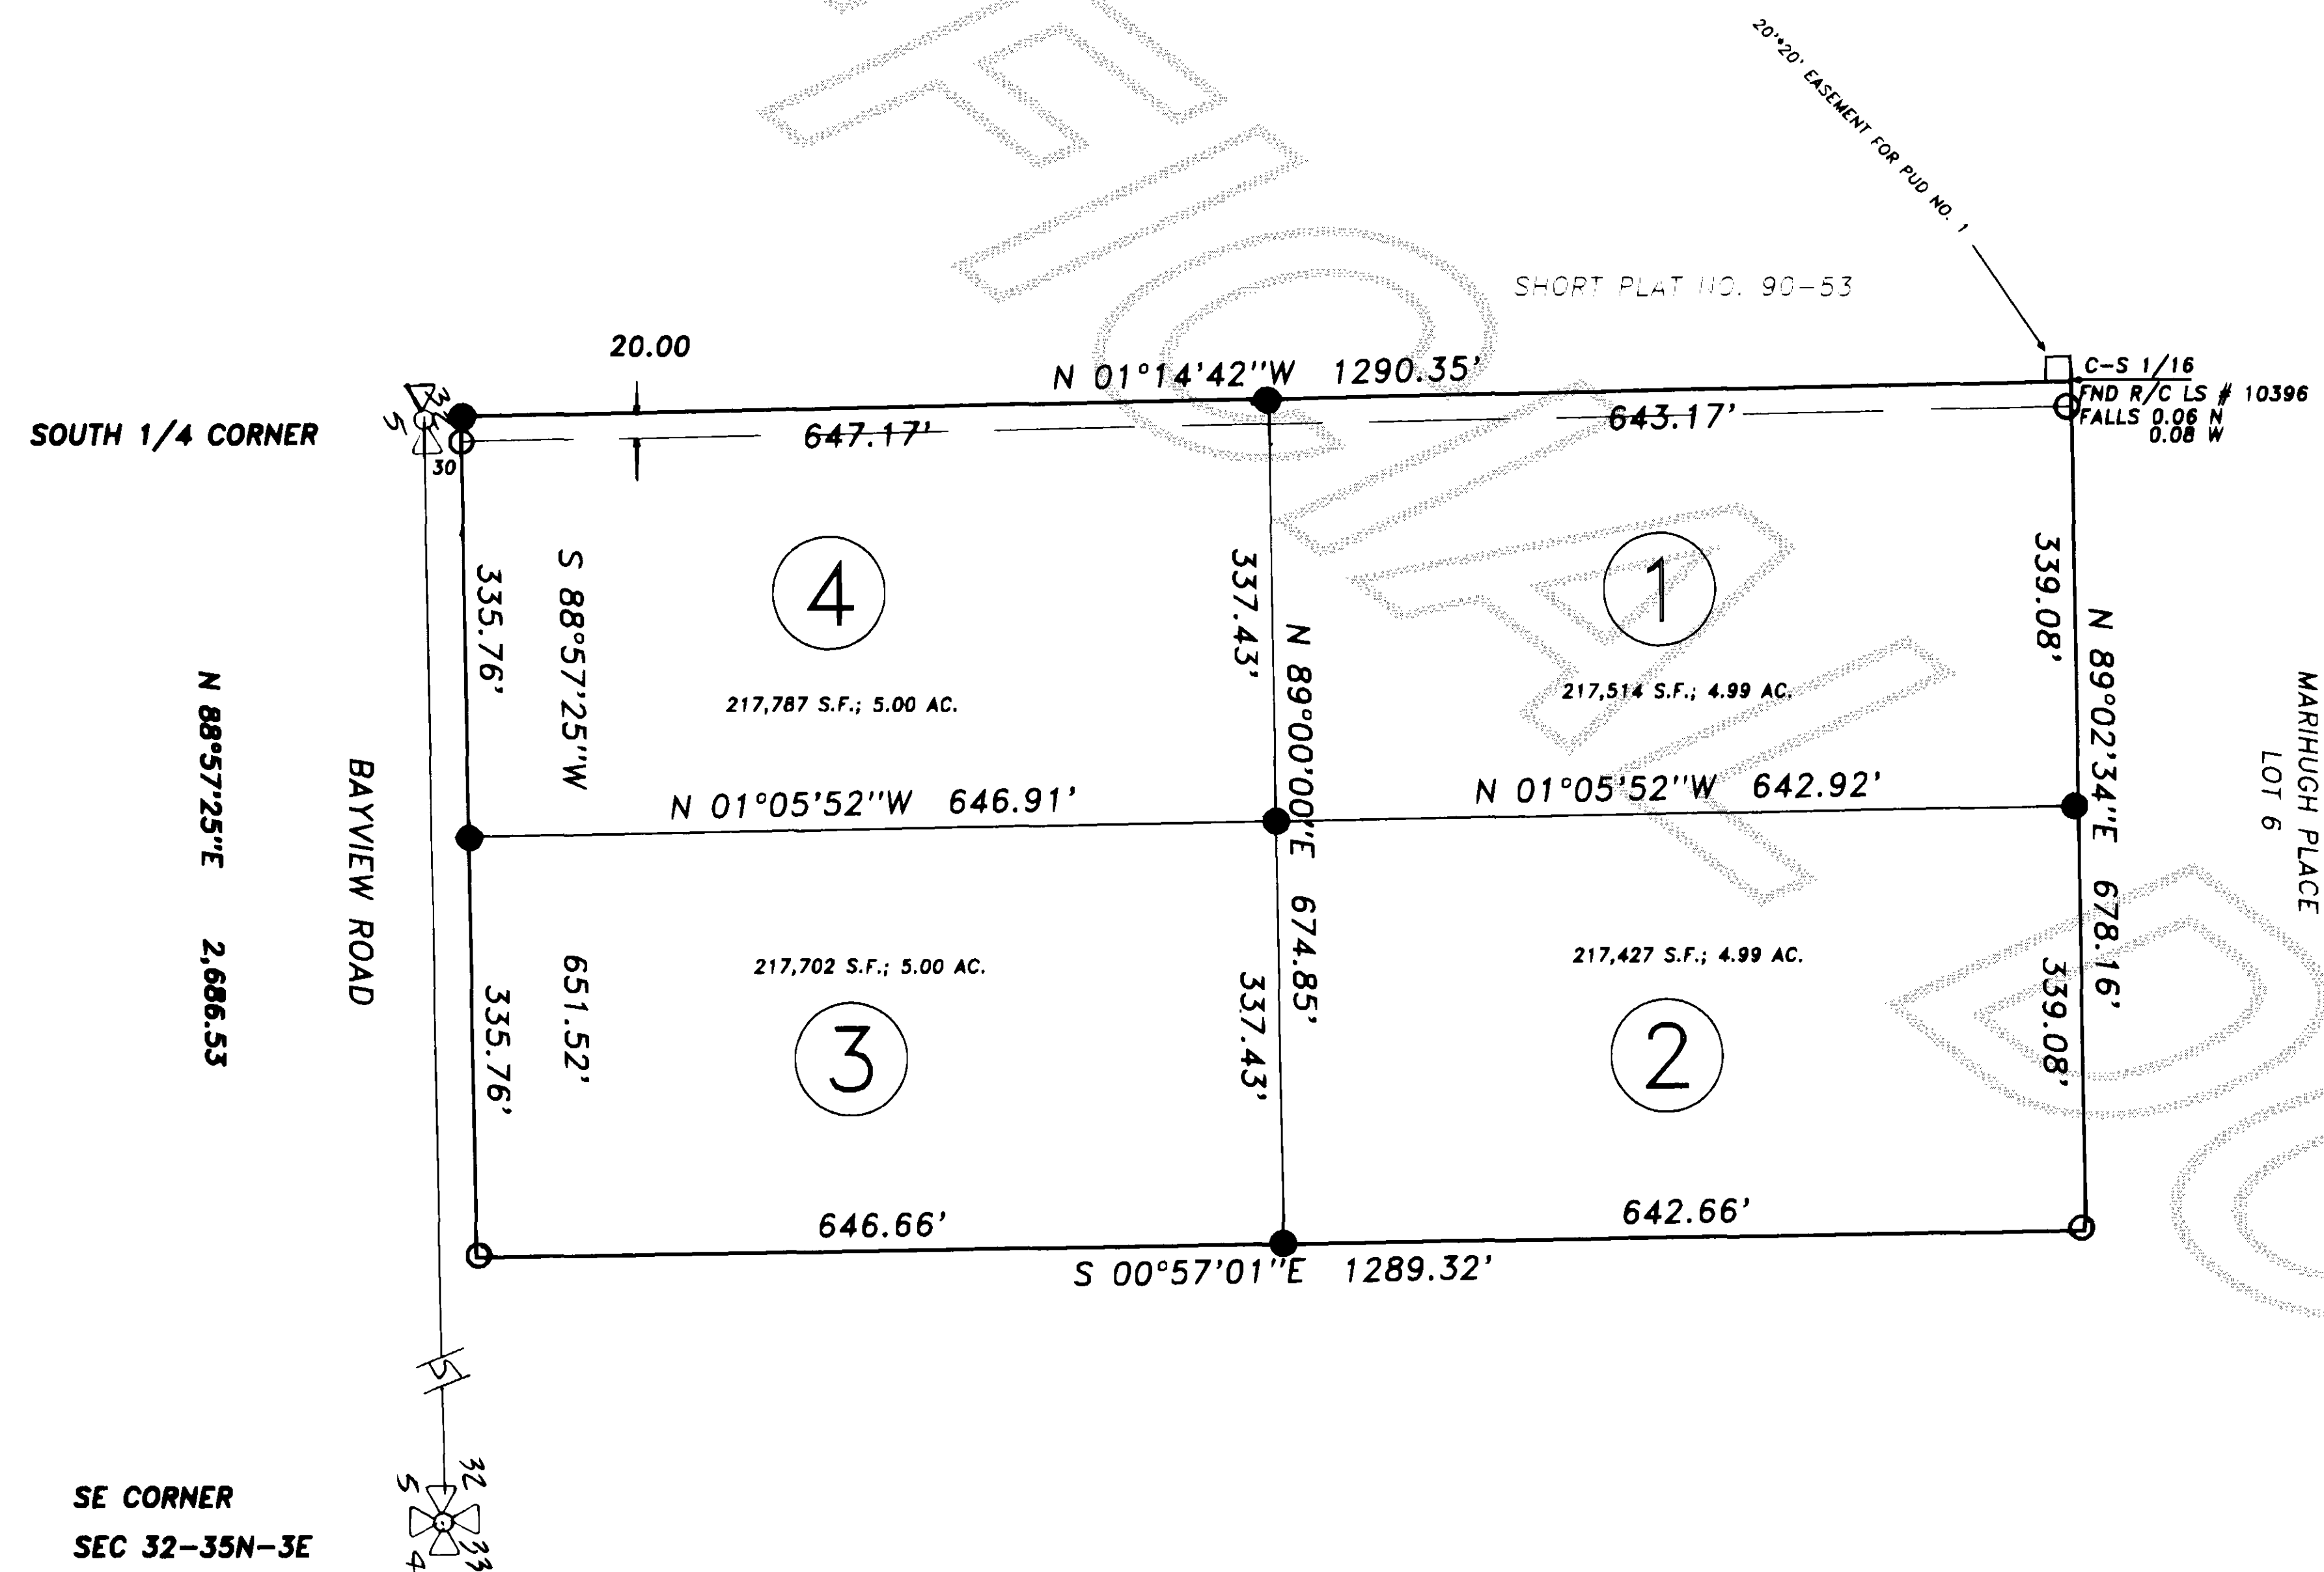 20'*20' EASEMENT FOR PUD NO. 1
SHORT PLAT NO. 90-53
20.00
N 01°14'42"W 1290.35'
C-S 1/16
FND R/C LS # 10396
FALLS 0.06 N
0.08 W
SOUTH 1/4 CORNER
5
30
647.17'
643.17'
335.76'
S 88°57'25"W
4
337.43'
1
339.08'
217,787 S.F.; 5.00 AC.
217,514 S.F.; 4.99 AC.
N 89°00'00"E 674.85'
N 89°02'34"E 678.16'
MARIHUGH PLACE
LOT 6
N 88°57'25"E 2,686.53
BAYVIEW ROAD
N 01°05'52"W 646.91'
N 01°05'52"W 642.92'
217,702 S.F.; 5.00 AC.
217,427 S.F.; 4.99 AC.
335.76'
651.52'
3
337.43'
2
339.08'
646.66'
642.66'
S 00°57'01"E 1289.32'
5
32
SE CORNER
SEC 32-35N-3E
4
33